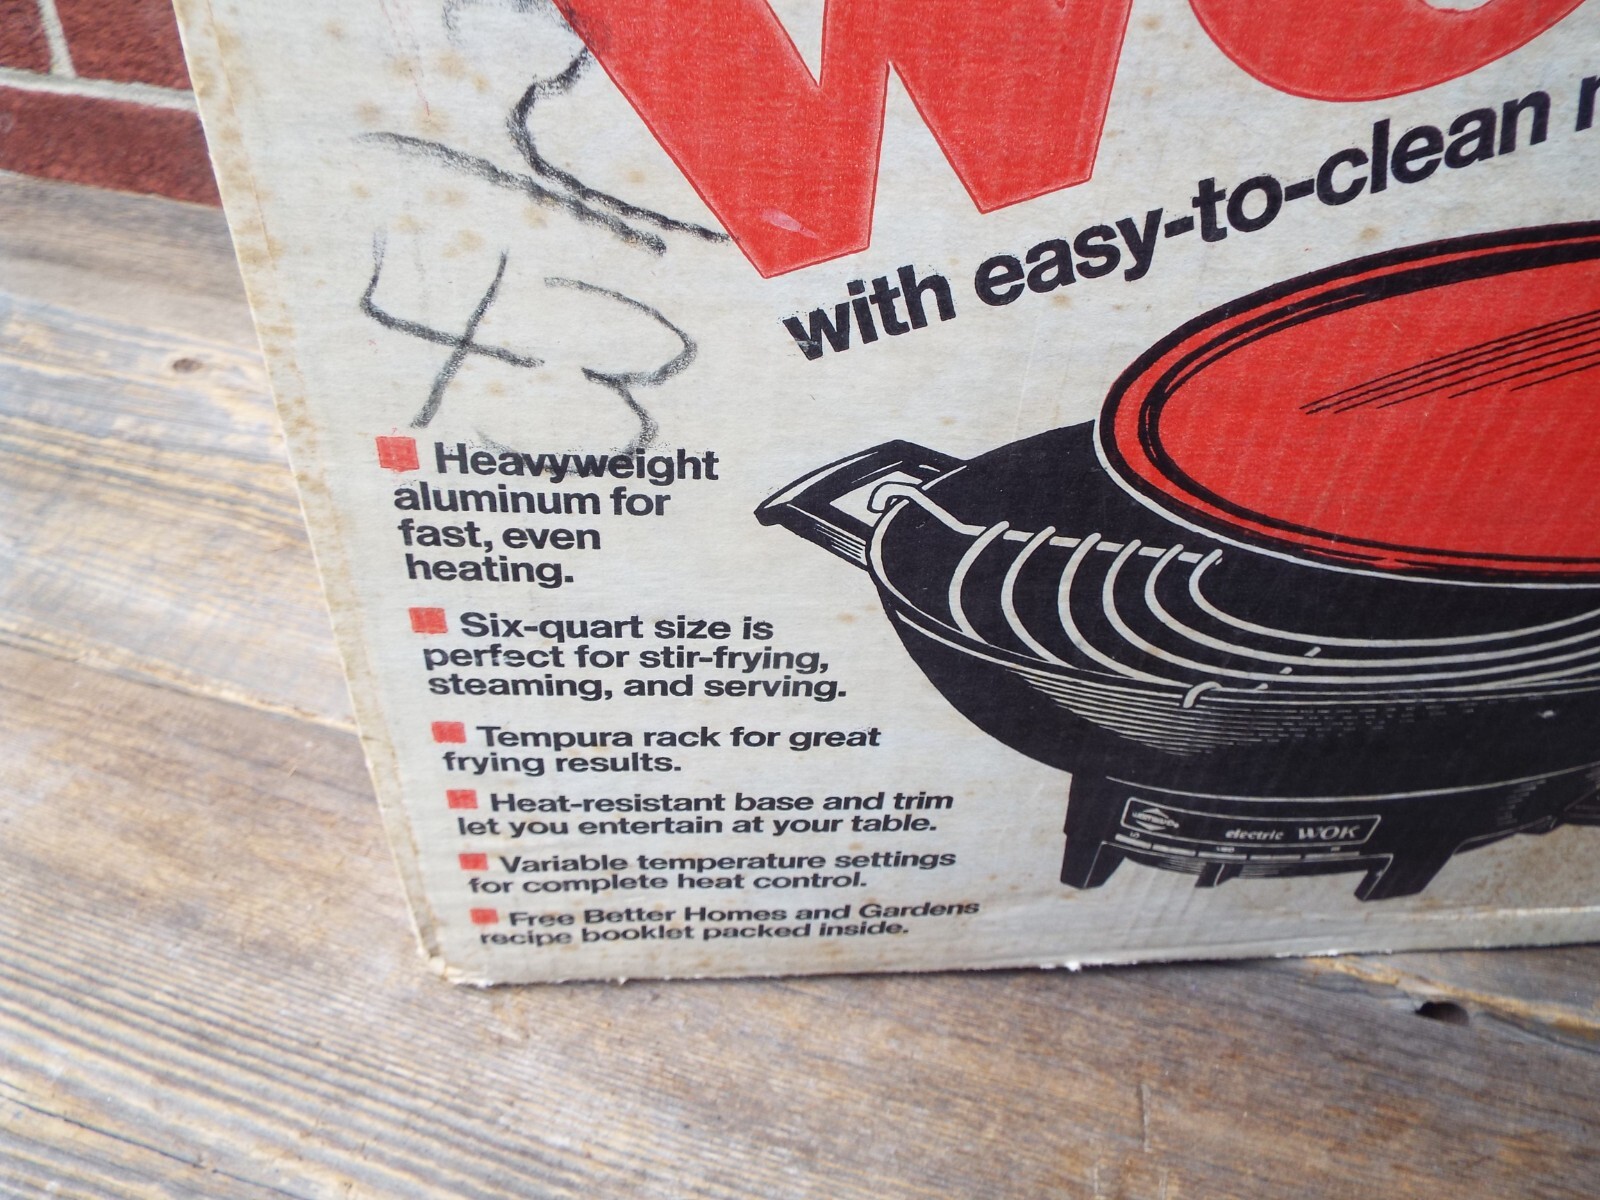 with easy-to-clean
43
Heavyweight
aluminum for
fast, even
heating.
Six-quart size is
perfect for stir-frying,
steaming, and serving.
Tempura rack for great
frying results.
Heat-resistant base and trim
let you entertain at your table.
Variable temperature settings
for complete heat control.
Free Better Homes and Gardens
recipe booklet packed inside.
electric WOK